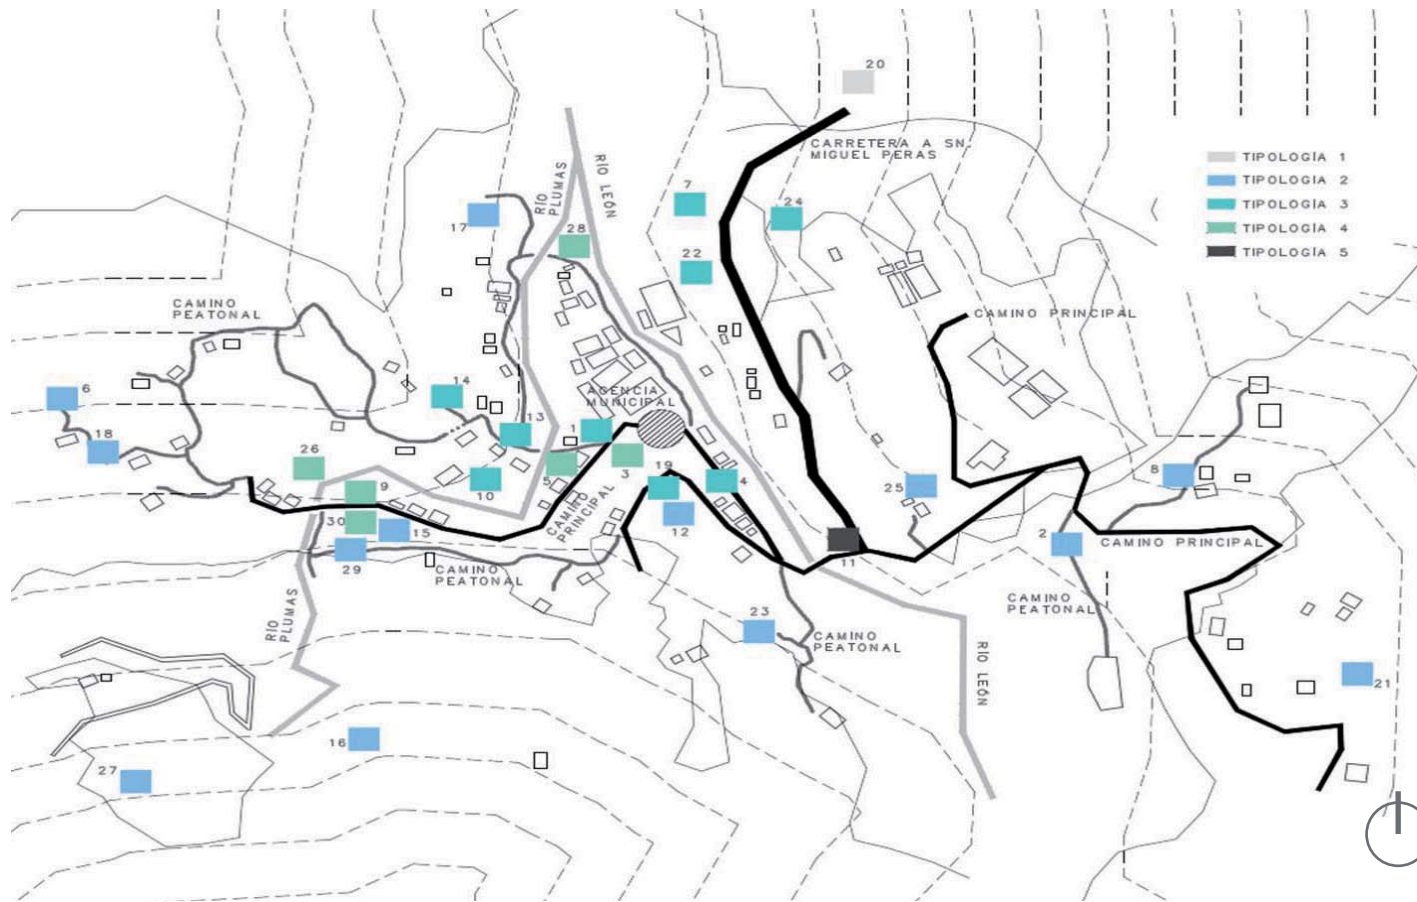 20
CARRETERA A SN.
MIGUEL PERAS
TIPOLOGÍA 1
TIPOLOGÍA 2
TIPOLOGÍA 3
TIPOLOGÍA 4
TIPOLOGÍA 5
RÍO
PLUMAS
RÍO LEÓN
7
24
17
28
22
CAMINO
PEATONAL
CAMINO PRINCIPAL
6
14
AGENCIA
MUNICIPAL
13
1
18
26
3
5
19
4
10
9
25
8
CAMINO
PRINCIPAL
30
15
12
2
11
CAMINO PRINCIPAL
29
CAMINO
PEATONAL
RÍO
PLUMAS
CAMINO
PEATONAL
23
CAMINO
PEATONAL
RÍO LEÓN
21
16
27